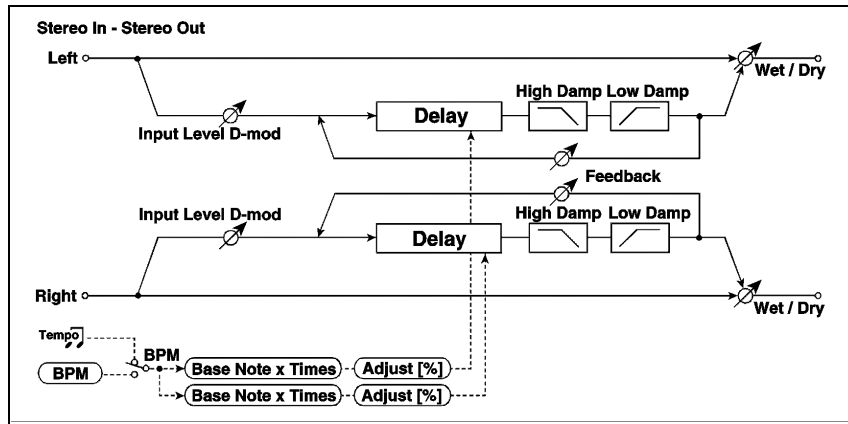 Stereo In - Stereo Out
Left
Wet / Dry
High Damp Low Damp
Delay
Input Level D-mod
Feedback
Input Level D-mod
High Damp Low Damp
Delay
Right
Wet / Dry
Tempo
BPM
BPM
Base Note x Times
Adjust [%]
Base Note x Times
Adjust [%]